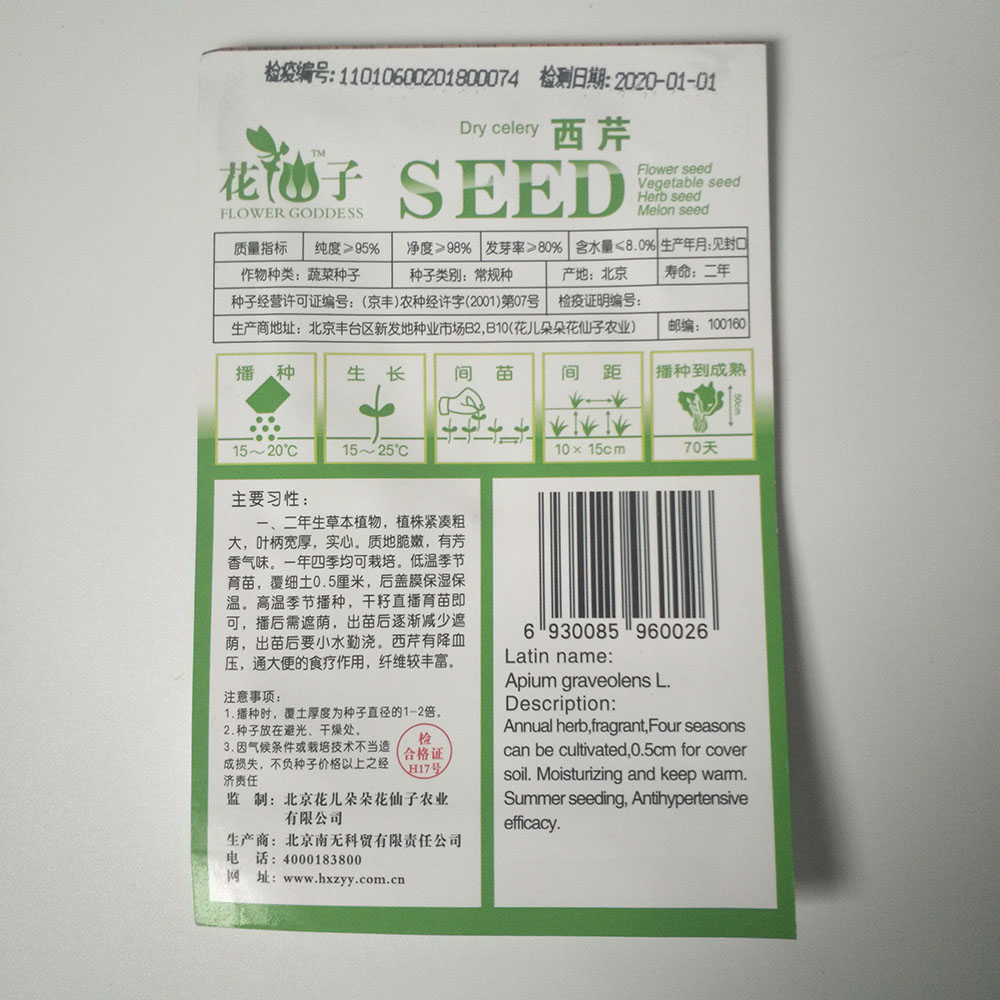 检疫编号:11010600201800074 检测日期:2020-01-01
Dry celery 西芹
花仙子™
FLOWER GODDESS
SEED
Flower seed
Vegetable seed
Herb seed
Melon seed
质量指标 纯度≥95% 净度≥98% 发芽率≥80% 含水量≤8.0% 生产年月:见封口
作物种类:蔬菜种子 种子类别:常规种 产地:北京 寿命:二年
种子经营许可证编号:(京丰)农种经许字(2001)第07号 检疫证明编号:
生产商地址:北京丰台区新发地种业市场B2,B10(花儿朵朵花仙子农业) 邮编:100160
播种 生长 间苗 间距 播种到成熟
50cm
15～20℃ 15～25℃ 10×15cm 70天
主要习性:
一、二年生草本植物，植株紧凑粗
大，叶柄宽厚，实心。质地脆嫩，有芳
香气味。一年四季均可栽培。低温季节
育苗，覆细土0.5厘米，后盖膜保湿保
温。高温季节播种，干籽直播育苗即
可，播后需遮荫，出苗后逐渐减少遮
荫，出苗后要小水勤浇。西芹有降血
压，通大便的食疗作用，纤维较丰富。
注意事项:
1.播种时，覆土厚度为种子直径的1-2倍。
2.种子放在避光、干燥处。
3.因气候条件或栽培技术不当造
成损失，不负种子价格以上之经
济责任
检
合格证
H17号
监 制:北京花儿朵朵花仙子农业
有限公司
生产商:北京南无科贸有限责任公司
电 话:4000183800
网 址:www.hxzyy.com.cn
6 930085 960026
Latin name:
Apium graveolens L.
Description:
Annual herb,fragrant,Four seasons
can be cultivated,0.5cm for cover
soil. Moisturizing and keep warm.
Summer seeding, Antihypertensive
efficacy.